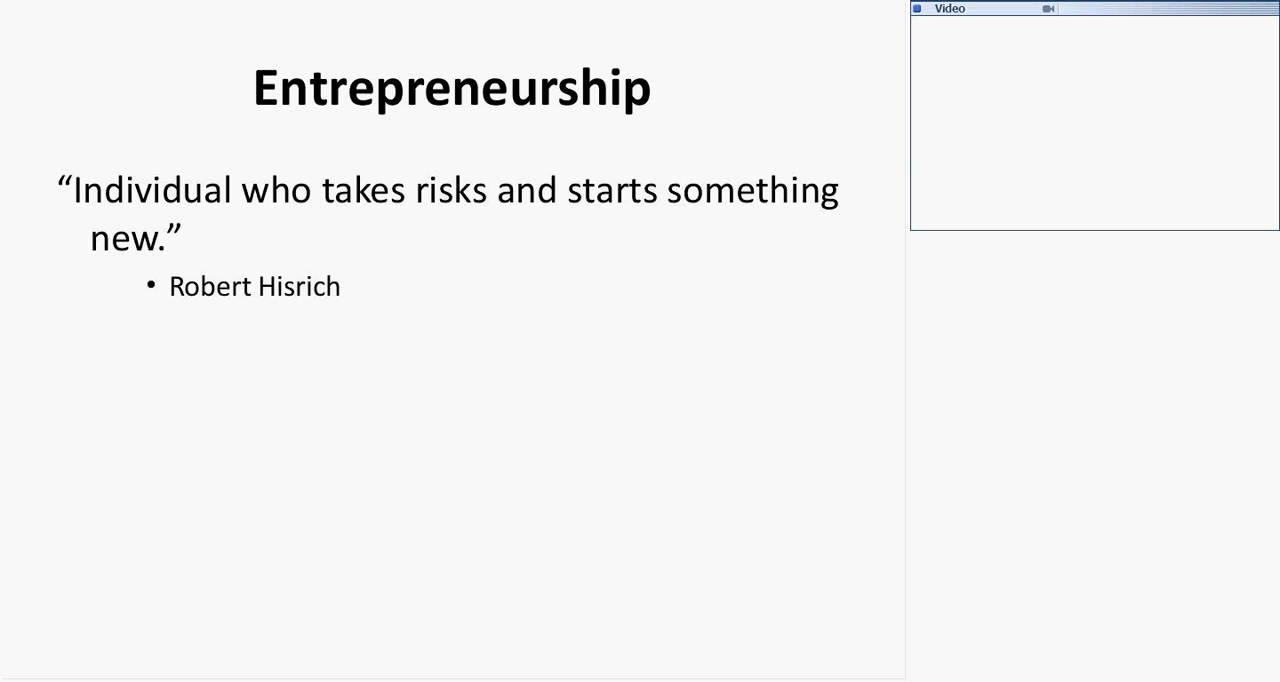 Entrepreneurship
“Individual who takes risks and starts something
new.”
• Robert Hisrich
Video